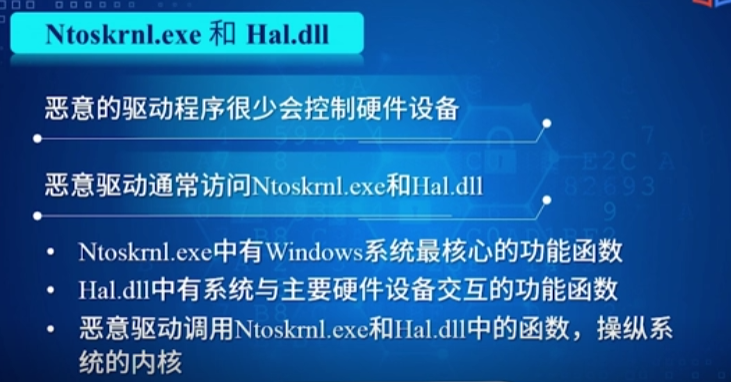 Ntoskrnl.exe 和 Hal.dll
恶意的驱动程序很少会控制硬件设备
恶意驱动通常访问Ntoskrnl.exe和Hal.dll
• Ntoskrnl.exe中有Windows系统最核心的功能函数
• Hal.dll中有系统与主要硬件设备交互的功能函数
• 恶意驱动调用Ntoskrnl.exe和Hal.dll中的函数，操纵系
统的内核